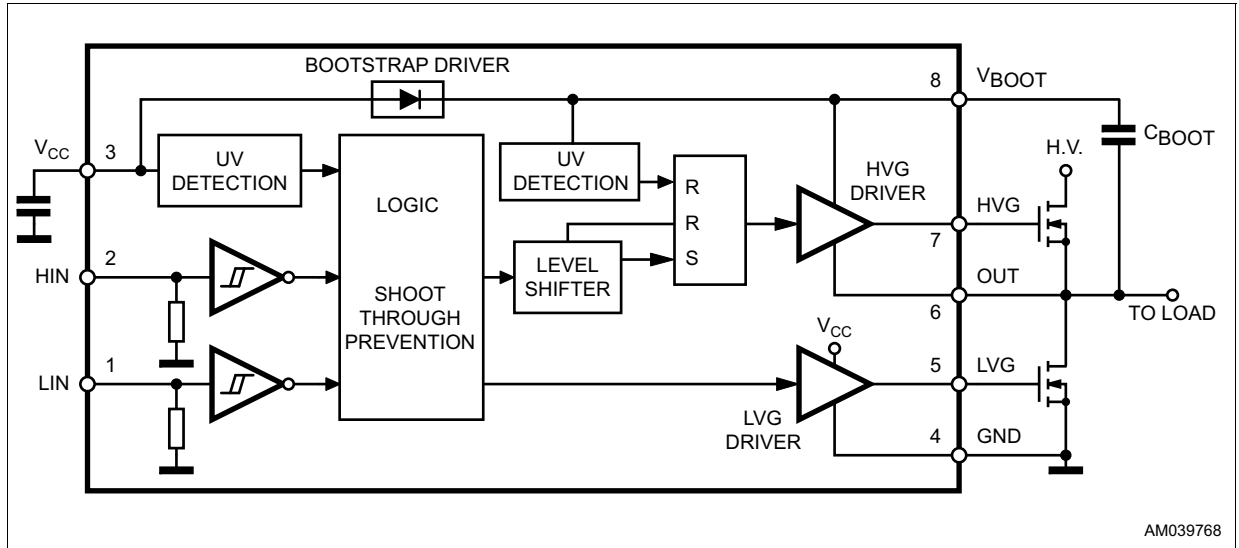 BOOTSTRAP DRIVER
8
VBOOT
CBOOT
H.V.
VCC
3
UV
DETECTION
UV
DETECTION
LOGIC
SHOOT
THROUGH
PREVENTION
R
R
S
LEVEL
SHIFTER
HVG
DRIVER
HVG
7
OUT
6
TO LOAD
HIN
2
LIN
1
VCC
LVG
DRIVER
5
LVG
4
GND
AM039768